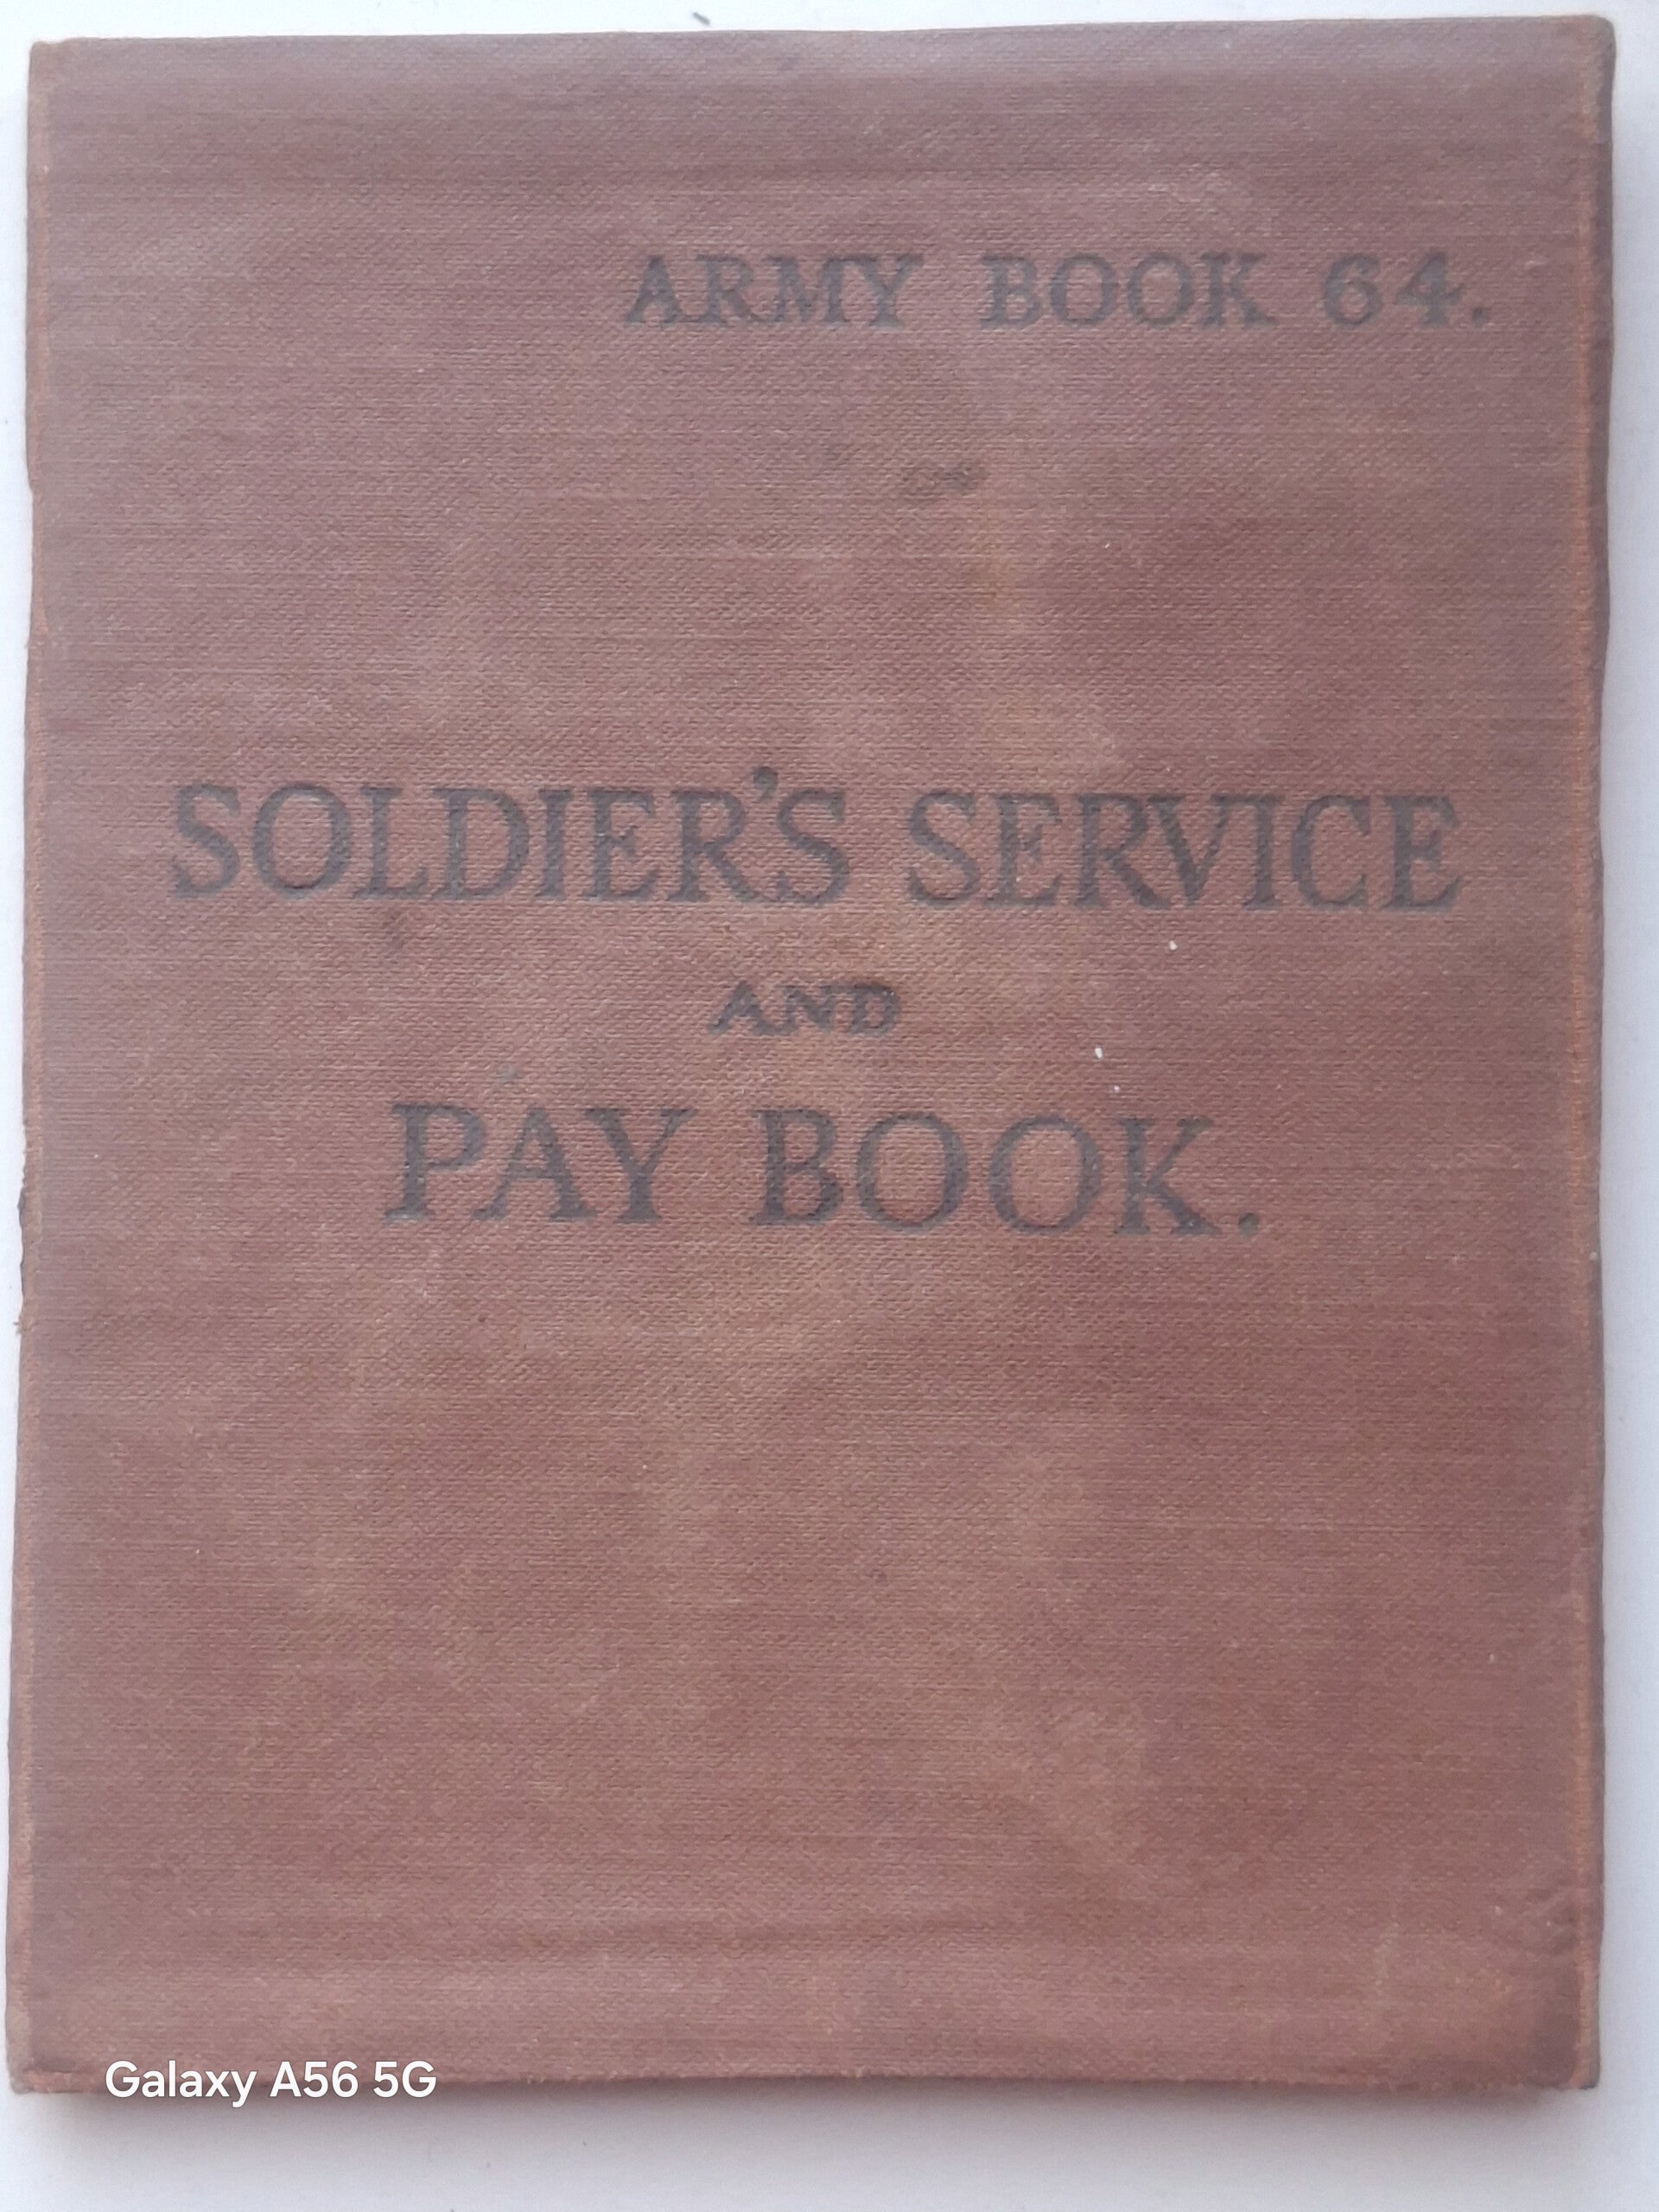 ARMY BOOK 64.
SOLDIER'S SERVICE
AND
PAY BOOK.
Galaxy A56 5G